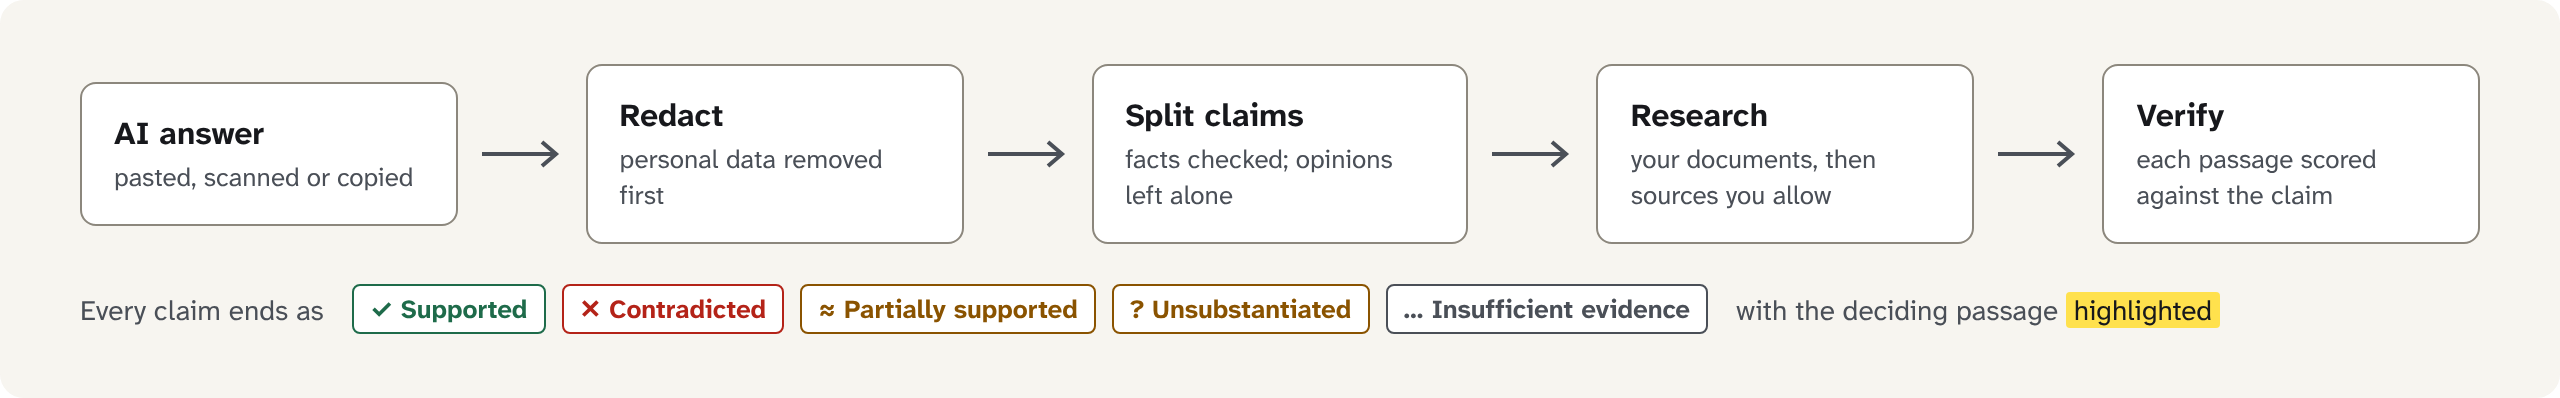 AI answer
pasted, scanned or copied
Redact
personal data removed
first
Split claims
facts checked; opinions
left alone
Research
your documents, then
sources you allow
Verify
each passage scored
against the claim
Every claim ends as ✓ Supported ✕ Contradicted ≈ Partially supported ? Unsubstantiated … Insufficient evidence with the deciding passage highlighted